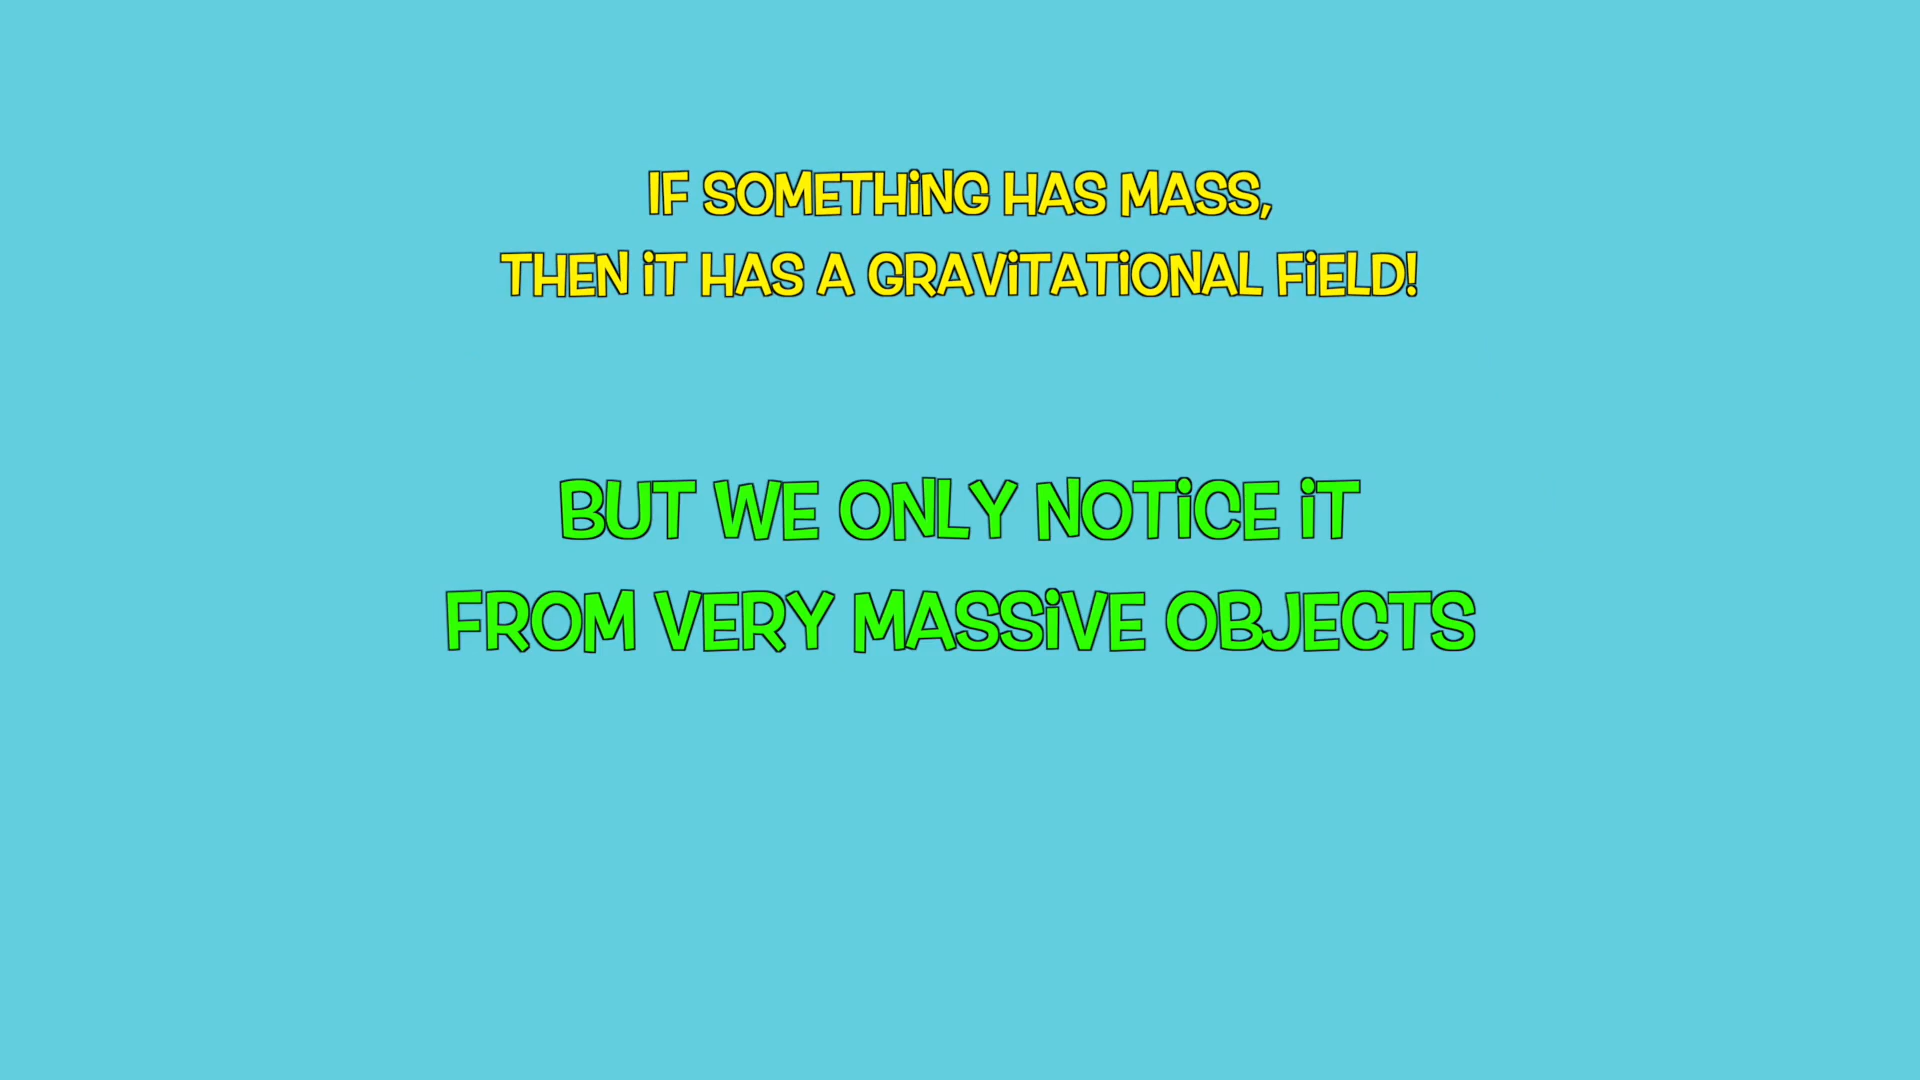 IF SOMETHING HAS MASS,
THEN IT HAS A GRAVITATIONAL FIELD!
BUT WE ONLY NOTICE IT
FROM VERY MASSIVE OBJECTS